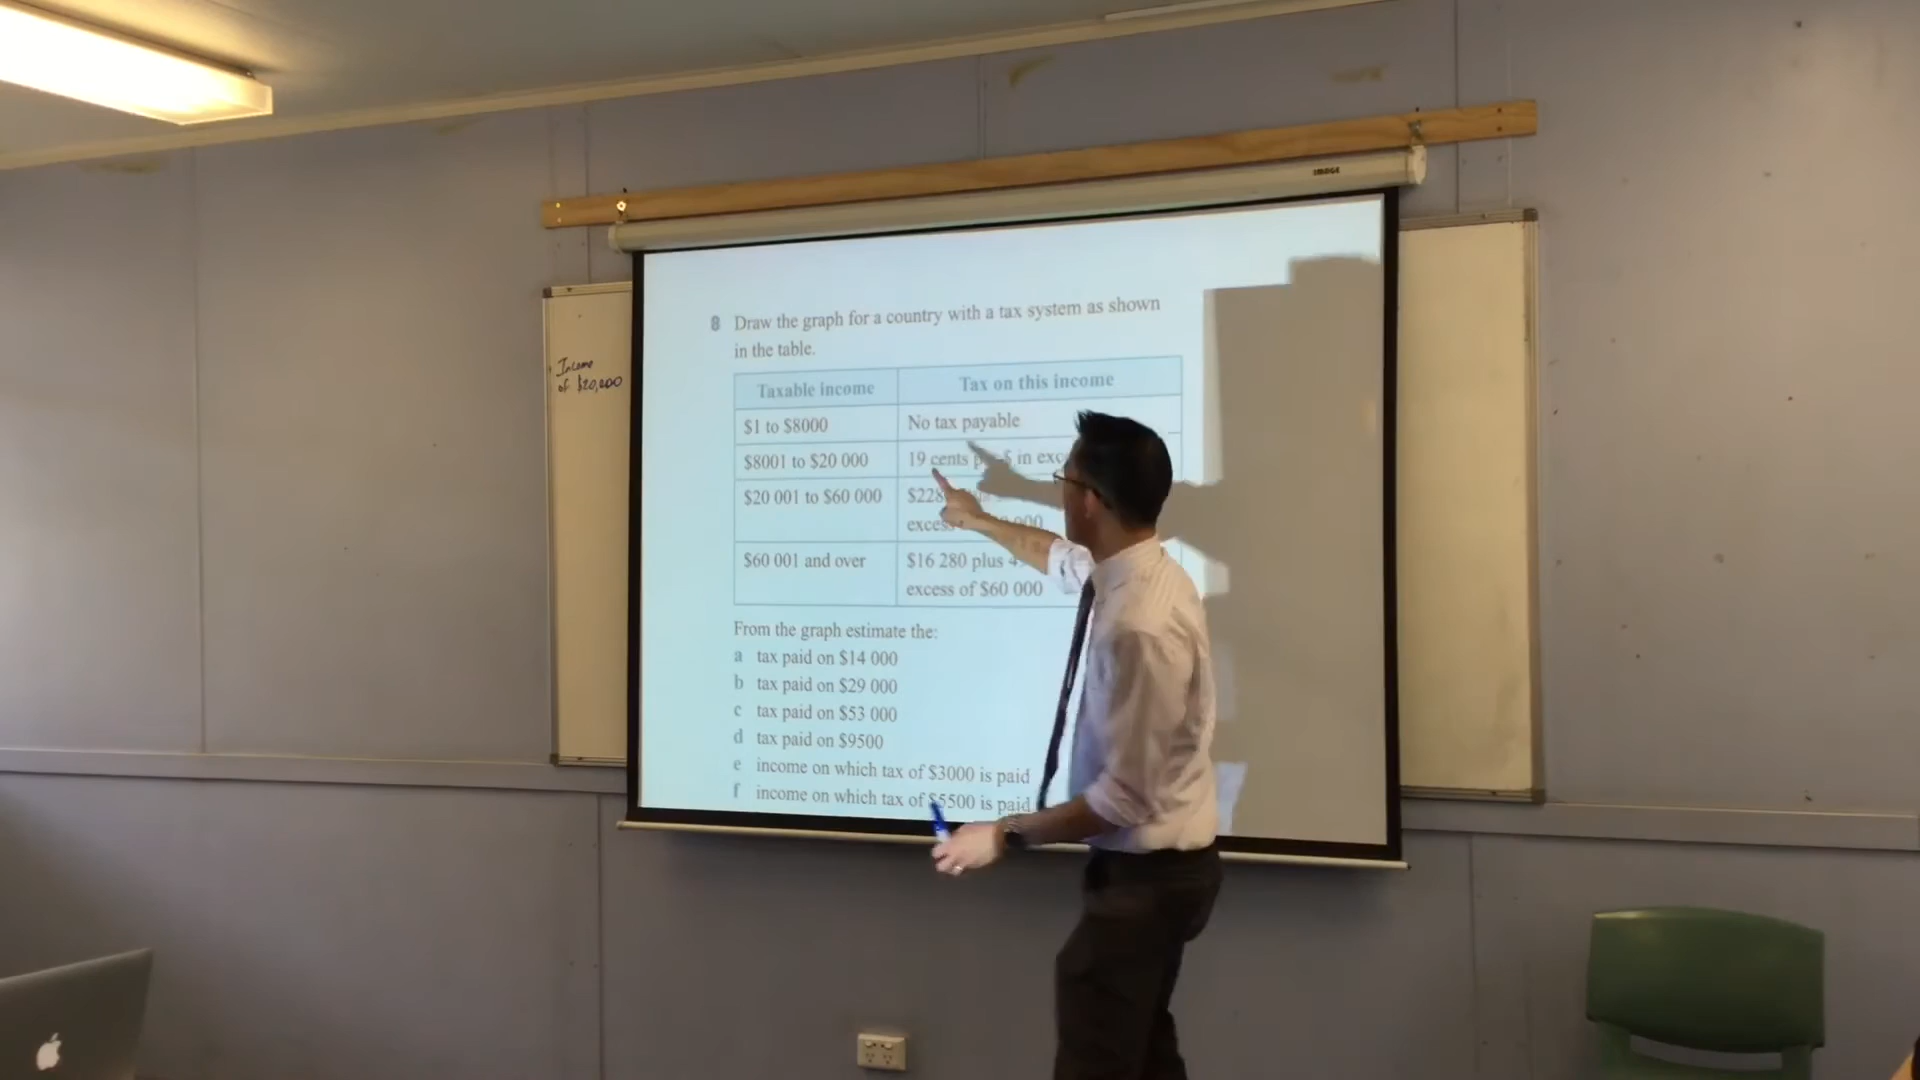 IMAGE
Income
of $20,000
8 Draw the graph for a country with a tax system as shown
in the table.
Taxable income Tax on this income
$1 to $8000 No tax payable
$8001 to $20 000 19 cents in
$20 001 to $60 000
$60 001 and over $16 280 plus
excess of $60 000
From the graph estimate the:
a tax paid on $14 000
b tax paid on $29 000
c tax paid on $53 000
d tax paid on $9500
e income on which tax of $3000 is paid
f income on which tax of $5500 is paid